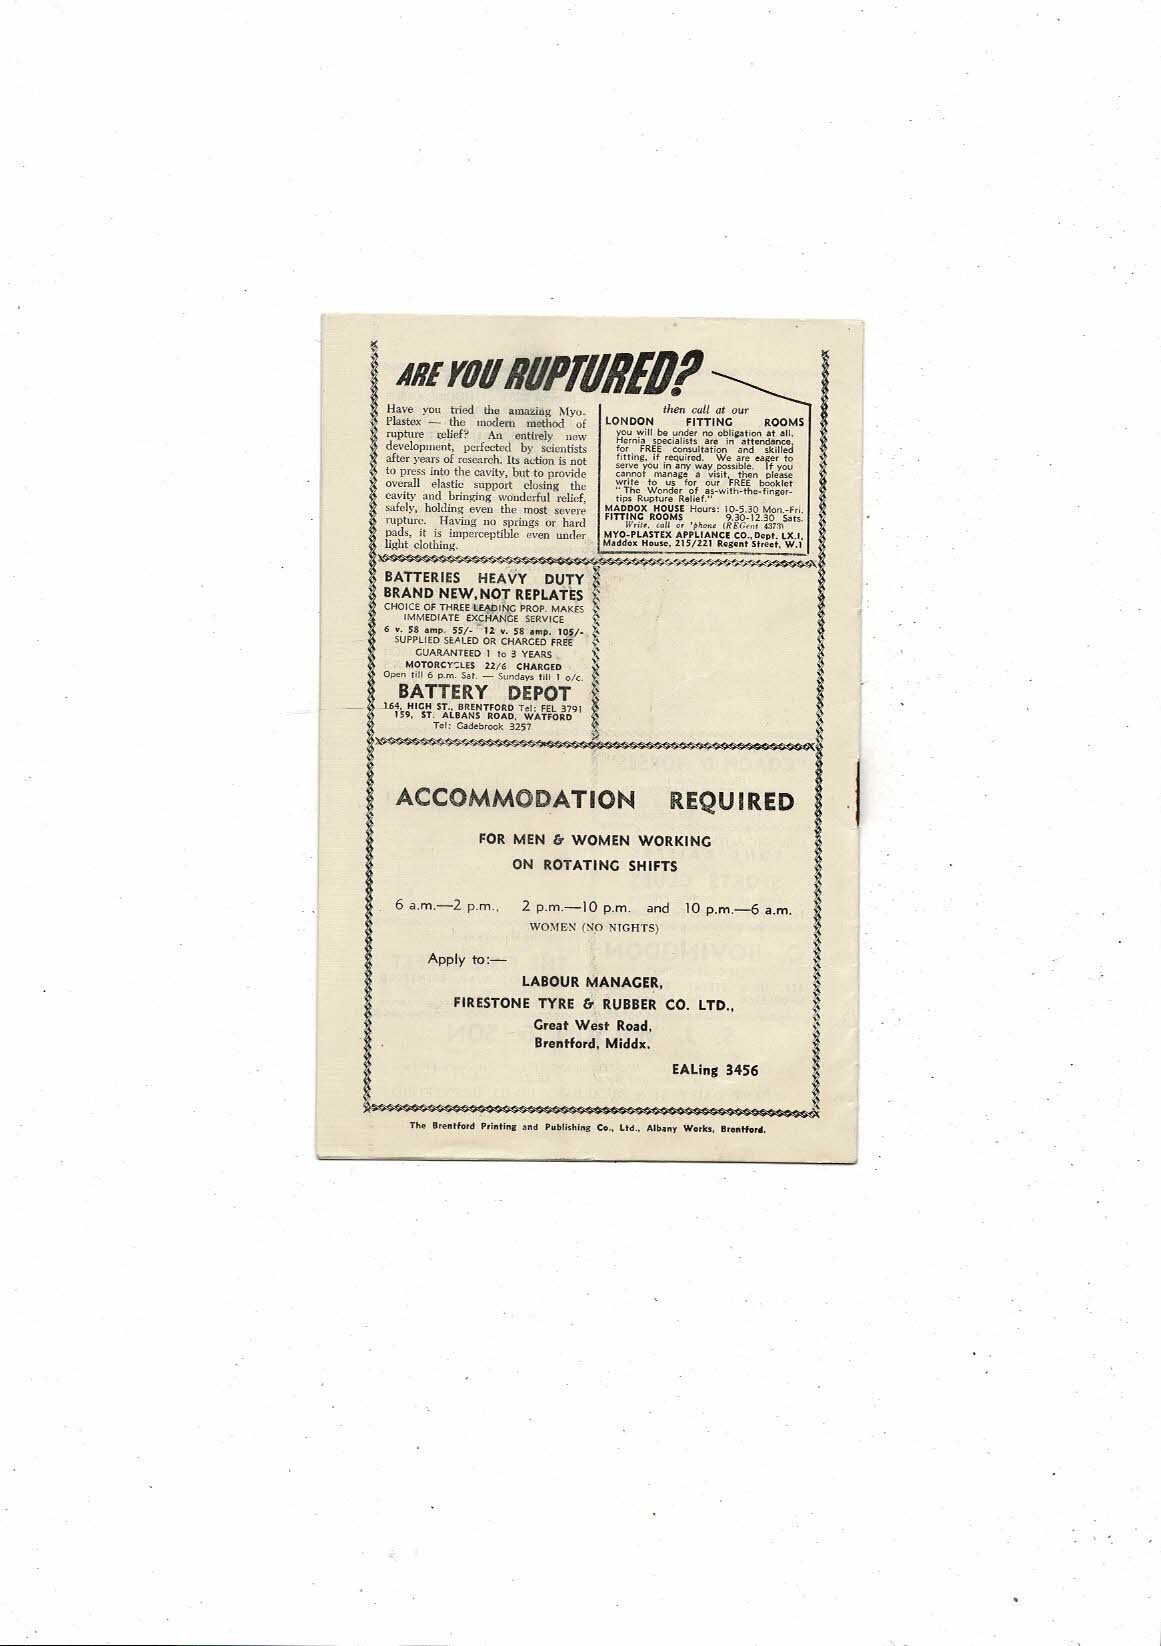 ARE YOU RUPTURED?
Have you tried the amazing Myo-
Plastex — the modern method of
rupture relief? An entirely new
development, perfected by scientists
after years of research. Its action is not
to press into the cavity, but to provide
overall elastic support closing the
cavity and bringing wonderful relief,
safely, holding even the most severe
rupture. Having no springs or hard
pads, it is imperceptible even under
light clothing.
then call at our
LONDON FITTING ROOMS
you will be under no obligation at all.
Hernia specialists are in attendance,
for FREE consultation and skilled
fitting, if required. We are eager to
serve you in any way possible. If you
cannot manage a visit, then please
write to us for our FREE booklet
"The Wonder of as-with-the-finger-
tips Rupture Relief."
MADDOX HOUSE Hours: 10-5.30 Mon.-Fri.
FITTING ROOMS 9.30-12.30 Sats.
Write, call or 'phone (REGent 4373)
MYO-PLASTEX APPLIANCE CO., Dept. LX.I,
Maddox House, 215/221 Regent Street, W.1
BATTERIES HEAVY DUTY
BRAND NEW, NOT REPLATES
CHOICE OF THREE LEADING PROP. MAKES
IMMEDIATE EXCHANGE SERVICE
6 v. 58 amp. 55/- 12 v. 58 amp. 105/-
SUPPLIED SEALED OR CHARGED FREE
GUARANTEED 1 to 3 YEARS
MOTORCYCLES 22/6 CHARGED
Open till 6 p.m. Sat. — Sundays till 1 o/c.
BATTERY DEPOT
164, HIGH ST., BRENTFORD Tel: FEL 3791
159, ST. ALBANS ROAD, WATFORD
Tel: Gadebrook 3257
ACCOMMODATION REQUIRED
FOR MEN & WOMEN WORKING
ON ROTATING SHIFTS
6 a.m.—2 p.m., 2 p.m.—10 p.m. and 10 p.m.—6 a.m.
WOMEN (NO NIGHTS)
Apply to:—
LABOUR MANAGER,
FIRESTONE TYRE & RUBBER CO. LTD.,
Great West Road,
Brentford, Middx.
EALing 3456
The Brentford Printing and Publishing Co., Ltd., Albany Works, Brentford.